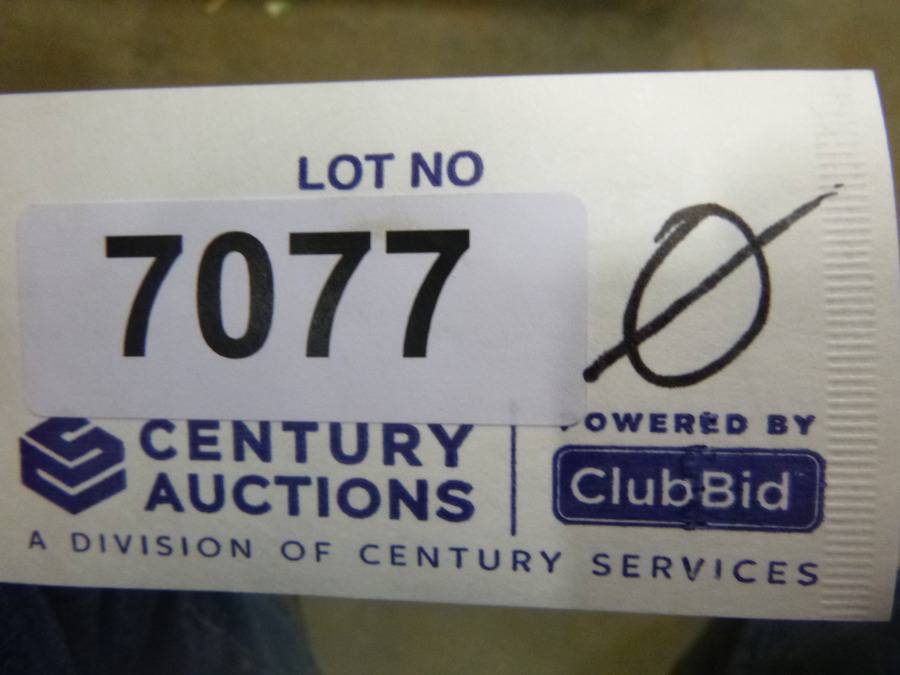 LOT NO
7077 Ø
CENTURY
AUCTIONS
POWERED BY
ClubBid
A DIVISION OF CENTURY SERVICES